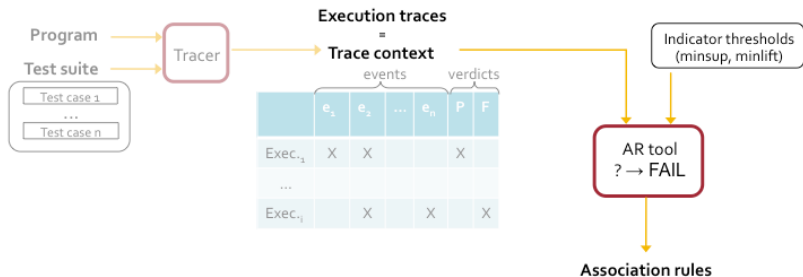 Program
Test suite
Test case 1
...
Test case n
Tracer
Execution traces
=
Trace context
events verdicts
e1 e2 ... en P F
Exec.1 X X X
...
Exec.i X X X
Indicator thresholds
(minsup, minlift)
AR tool
? → FAIL
Association rules